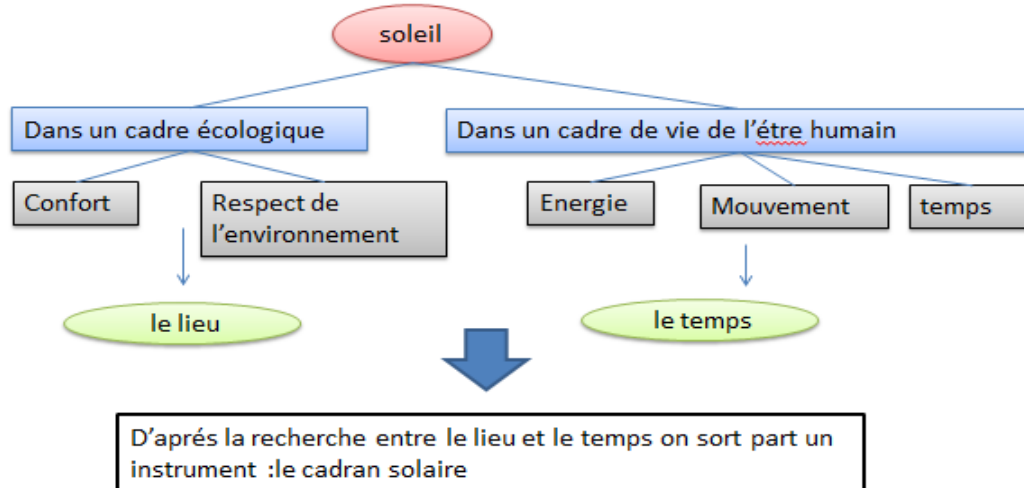 soleil
Dans un cadre écologique
Dans un cadre de vie de l'étre humain
Confort
Respect de
l'environnement
Energie
Mouvement
temps
le lieu
le temps
D'aprés la recherche entre le lieu et le temps on sort part un
instrument :le cadran solaire